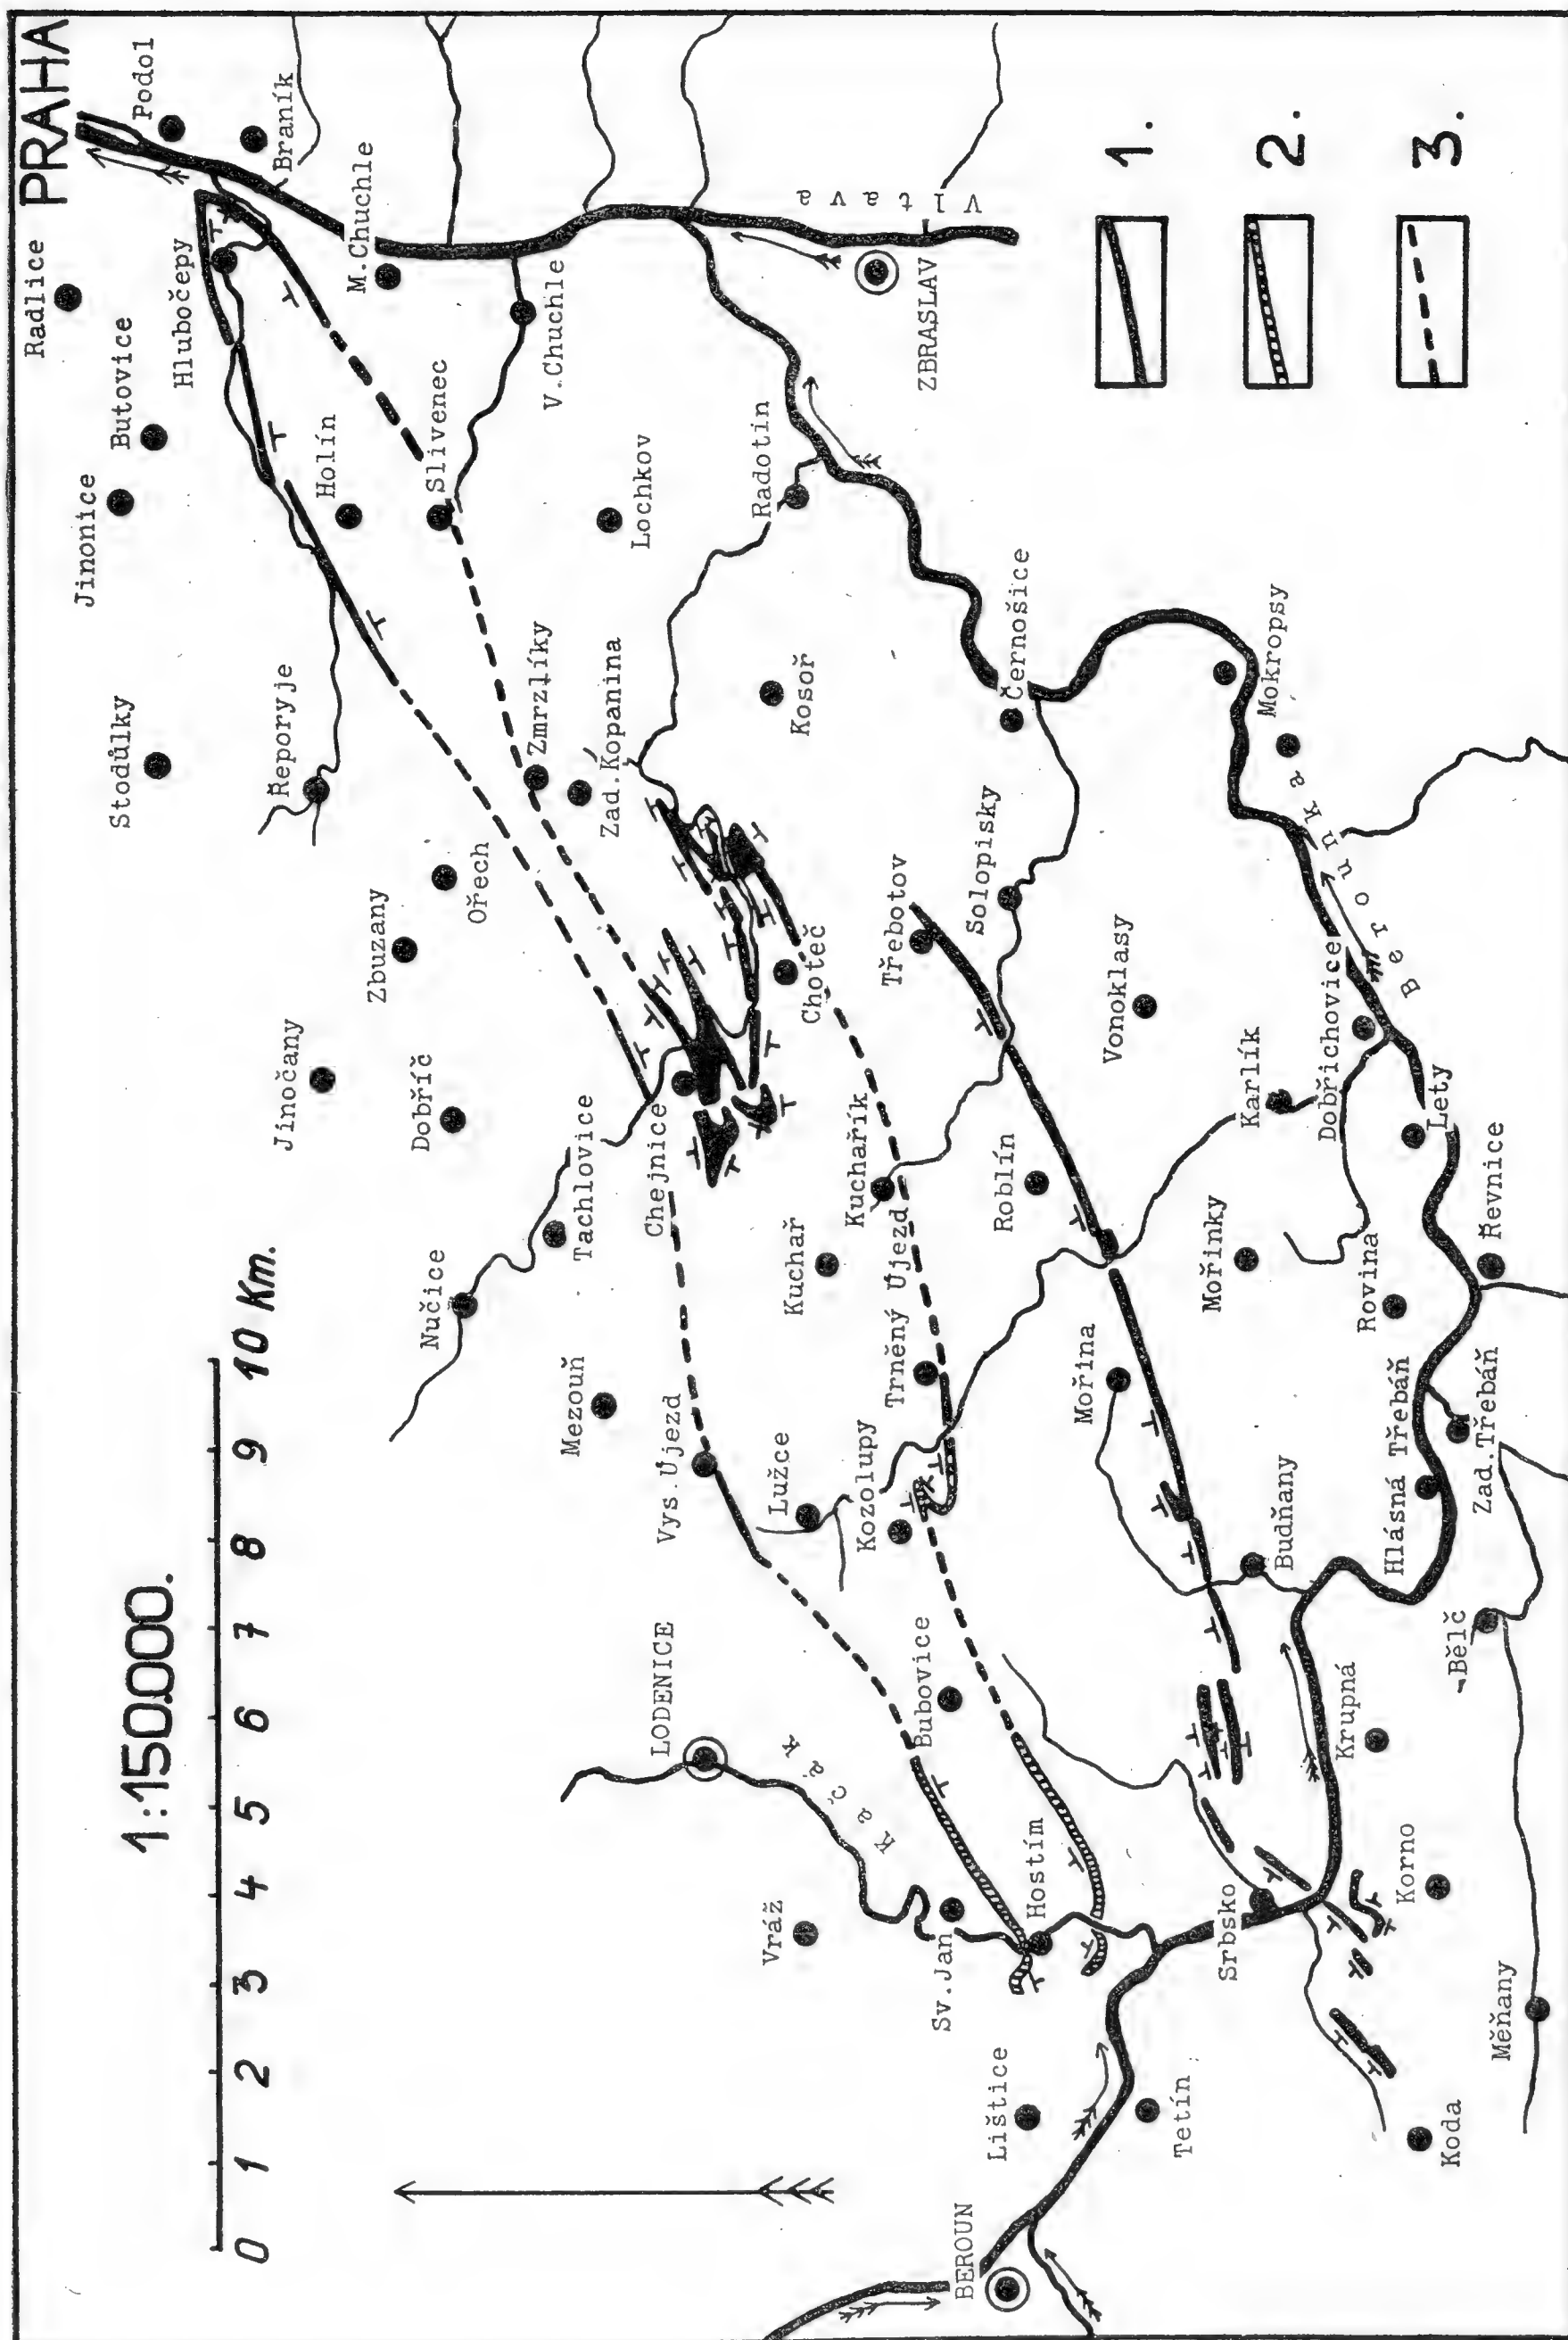 1:150000.
0 1 2 3 4 5 6 7 8 9 10 Km.
PRAHA
Radlice
Podol
Jinonice
Butovice
Stodůlky
Hlubočepy
Braník
Řeporyje
Holín
M.Chuchle
Jinočany
Zbuzany
Ořech
Slivenec
Nučice
Dobříč
Zmrzlíky
V.Chuchle
Tachlovice
Zad.Kopanina
Lochkov
Mezouň
Chejnice
LODENICE
Vys.Újezd
Kosoř
Radotin
Vltava
Vráž
Kačák
Lužce
Kuchař
Choteč
Kozolupy
Kuchařík
Třebotov
ZBRASLAV
Sv.Jan
Bubovice
Trněný Újezd
Solopisky
Černošice
BEROUN
Lištice
Hostím
Roblín
Mořina
Vonoklasy
Tetín
Srbsko
Budňany
Mořinky
Karlík
Mokropsy
Krupná
Rovina
Dobřichovice
Berounka
Korno
Hlásná Třebáň
Lety
Koda
Bělč
Zad.Třebáň
Řevnice
Měňany
1.
2.
3.